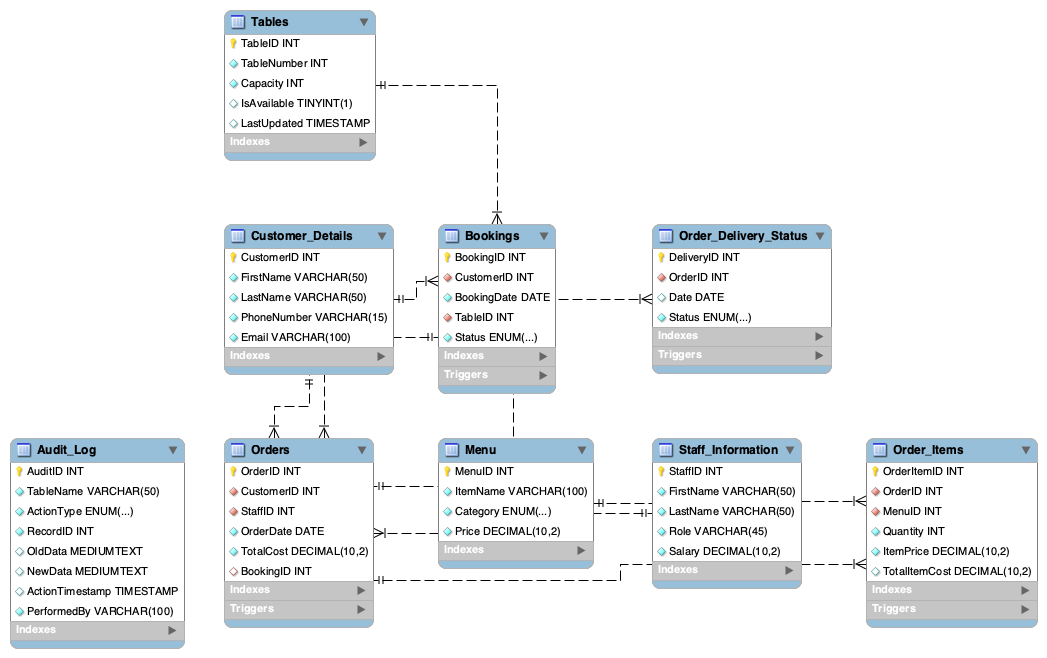 Tables
TableID INT
TableNumber INT
Capacity INT
IsAvailable TINYINT(1)
LastUpdated TIMESTAMP
Indexes
Customer_Details
CustomerID INT
FirstName VARCHAR(50)
LastName VARCHAR(50)
PhoneNumber VARCHAR(15)
Email VARCHAR(100)
Indexes
Bookings
BookingID INT
CustomerID INT
BookingDate DATE
TableID INT
Status ENUM(...)
Indexes
Triggers
Order_Delivery_Status
DeliveryID INT
OrderID INT
Date DATE
Status ENUM(...)
Indexes
Triggers
Audit_Log
AuditID INT
TableName VARCHAR(50)
ActionType ENUM(...)
RecordID INT
OldData MEDIUMTEXT
NewData MEDIUMTEXT
ActionTimestamp TIMESTAMP
PerformedBy VARCHAR(100)
Indexes
Orders
OrderID INT
CustomerID INT
StaffID INT
OrderDate DATE
TotalCost DECIMAL(10,2)
BookingID INT
Indexes
Triggers
Menu
MenuID INT
ItemName VARCHAR(100)
Category ENUM(...)
Price DECIMAL(10,2)
Indexes
Staff_Information
StaffID INT
FirstName VARCHAR(50)
LastName VARCHAR(50)
Role VARCHAR(45)
Salary DECIMAL(10,2)
Indexes
Order_Items
OrderItemID INT
OrderID INT
MenuID INT
Quantity INT
ItemPrice DECIMAL(10,2)
TotalItemCost DECIMAL(10,2)
Indexes
Triggers